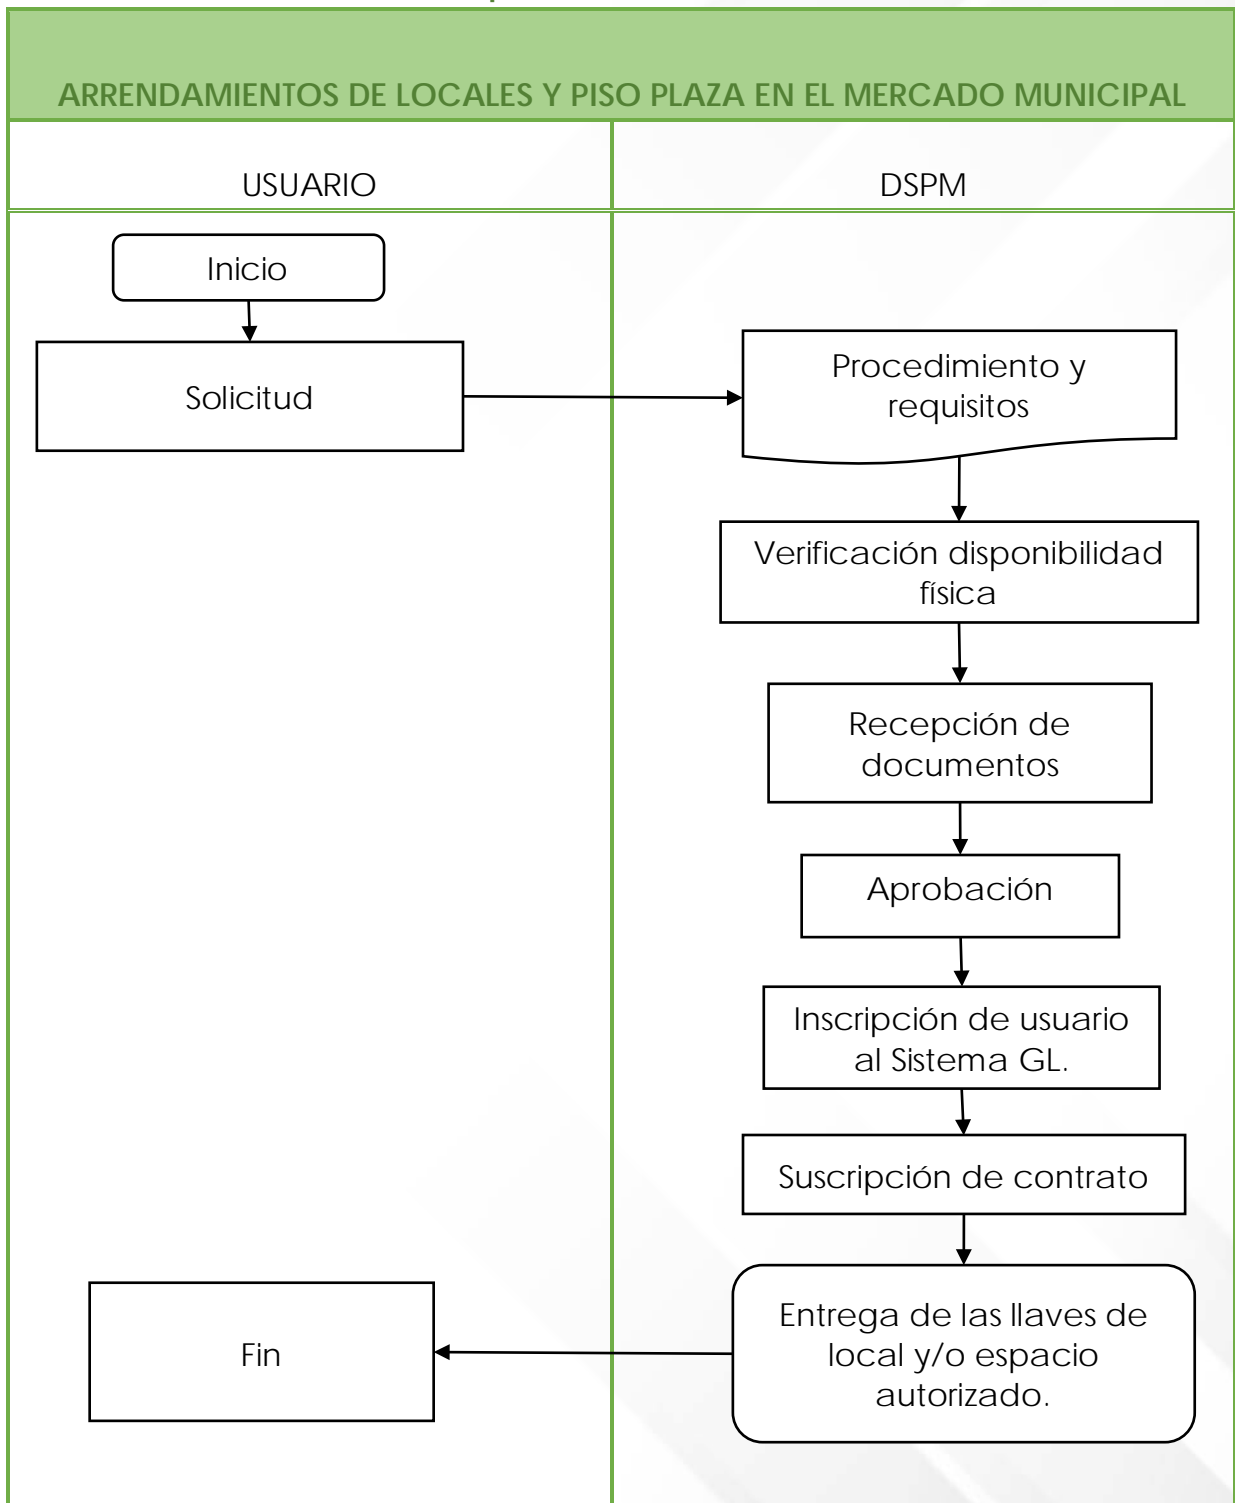 ARRENDAMIENTOS DE LOCALES Y PISO PLAZA EN EL MERCADO MUNICIPAL
USUARIO
DSPM
Inicio
Solicitud
Procedimiento y
requisitos
Verificación disponibilidad
física
Recepción de
documentos
Aprobación
Inscripción de usuario
al Sistema GL.
Suscripción de contrato
Entrega de las llaves de
local y/o espacio
autorizado.
Fin